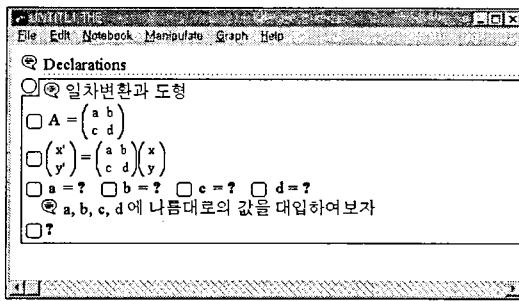 UNTITL1.THE
File Edit Notebook Manipulate Graph Help
Declarations
일차변환과 도형
A = ( a b
c d )
( x'
y' ) = ( a b
c d ) ( x
y )
a = ? b = ? c = ? d = ?
a, b, c, d 에 나름대로의 값을 대입하여보자
?